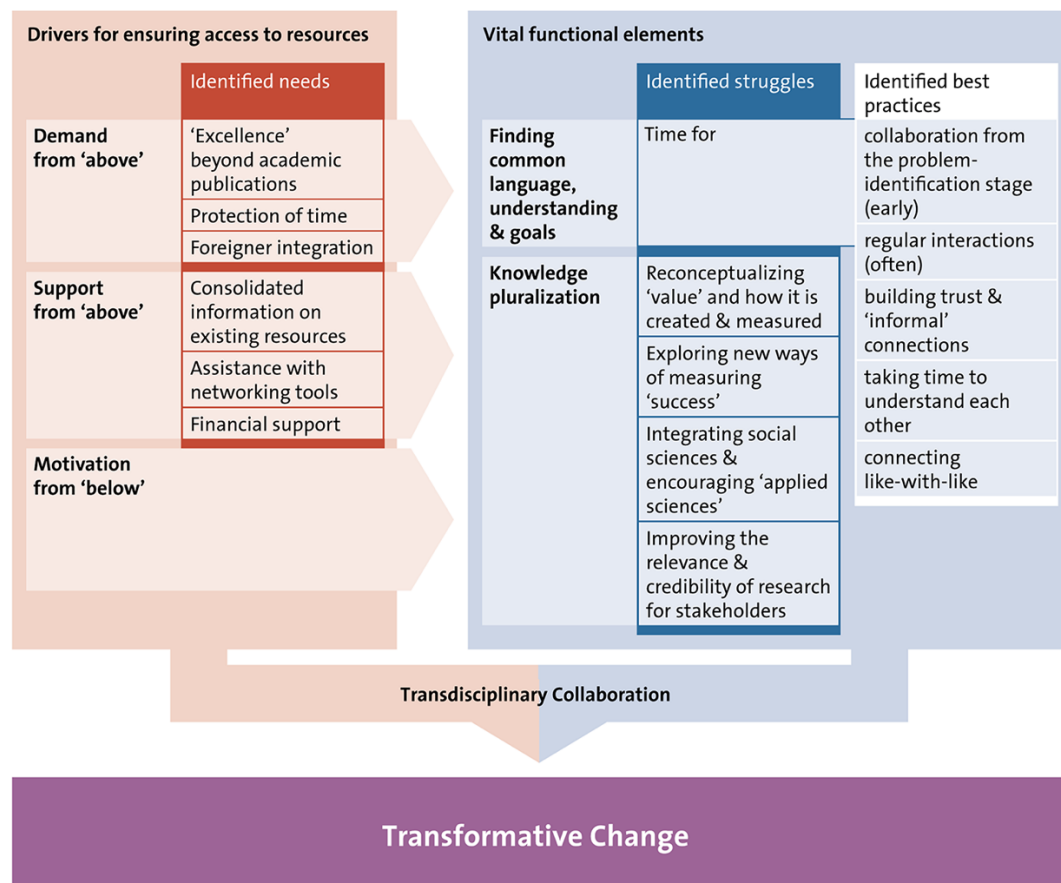 Drivers for ensuring access to resources
Identified needs
Demand
from ‘above’
‘Excellence’
beyond academic
publications
Protection of time
Foreigner integration
Support
from ‘above’
Consolidated
information on
existing resources
Assistance with
networking tools
Financial support
Motivation
from ‘below’
Vital functional elements
Identified struggles
Identified best
practices
Finding
common
language,
understanding
& goals
Time for
collaboration from
the problem-
identification stage
(early)
regular interactions
(often)
building trust &
‘informal’
connections
taking time to
understand each
other
connecting
like-with-like
Knowledge
pluralization
Reconceptualizing
‘value’ and how it is
created & measured
Exploring new ways
of measuring
‘success’
Integrating social
sciences &
encouraging ‘applied
sciences’
Improving the
relevance &
credibility of research
for stakeholders
Transdisciplinary Collaboration
Transformative Change